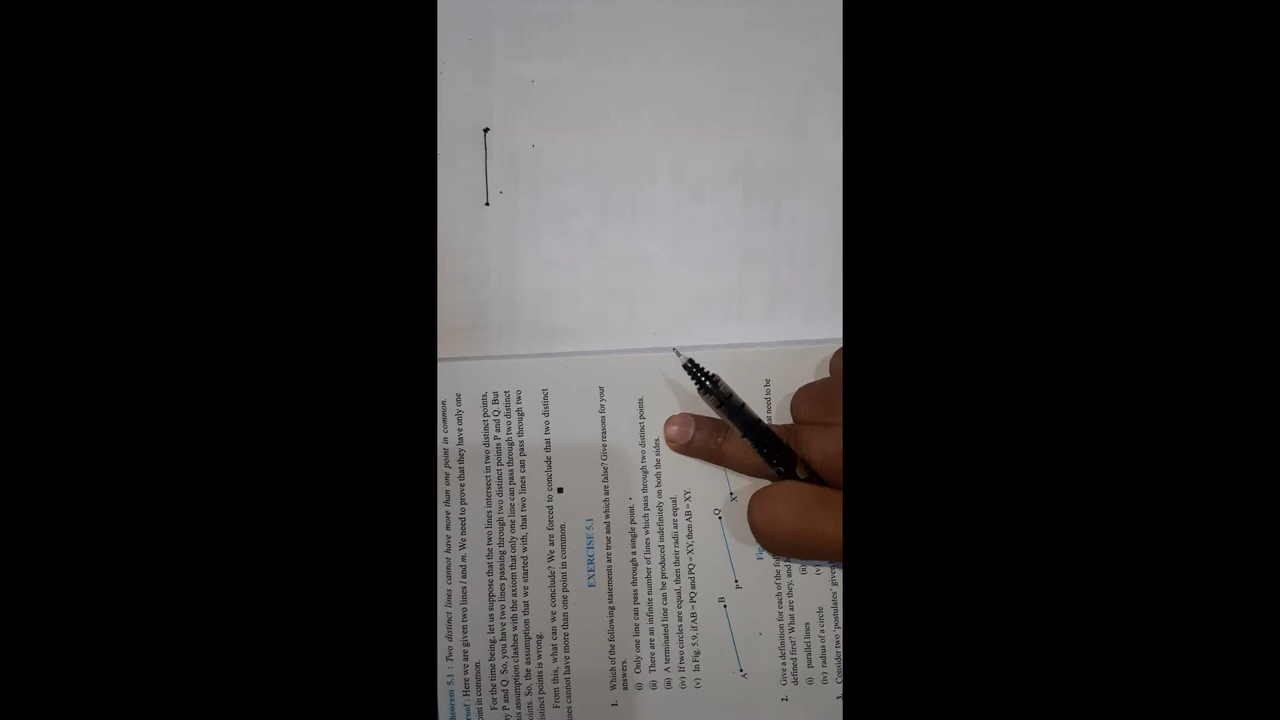 heorem 5.1 : Two distinct lines cannot have more than one point in common.
roof : Here we are given two lines l and m. We need to prove that they have only one
oint in common.
For the time being, let us suppose that the two lines intersect in two distinct points,
y P and Q. So, you have two lines passing through two distinct points P and Q. But
is assumption clashes with the axiom that only one line can pass through two distinct
oints. So, the assumption that we started with, that two lines can pass through two
istinct points is wrong.
From this, what can we conclude? We are forced to conclude that two distinct
ines cannot have more than one point in common. ■
EXERCISE 5.1
1. Which of the following statements are true and which are false? Give reasons for your
answers.
(i) Only one line can pass through a single point.
(ii) There are an infinite number of lines which pass through two distinct points.
(iii) A terminated line can be produced indefinitely on both the sides.
(iv) If two circles are equal, then their radii are equal.
(v) In Fig. 5.9, if AB = PQ and PQ = XY, then AB = XY.
A B P Q X
Fig
2. Give a definition for each of the fol at need to be
defined first? What are they, and h
(i) parallel lines (ii)
(iv) radius of a circle (v)
3. Consider two 'postulates' given